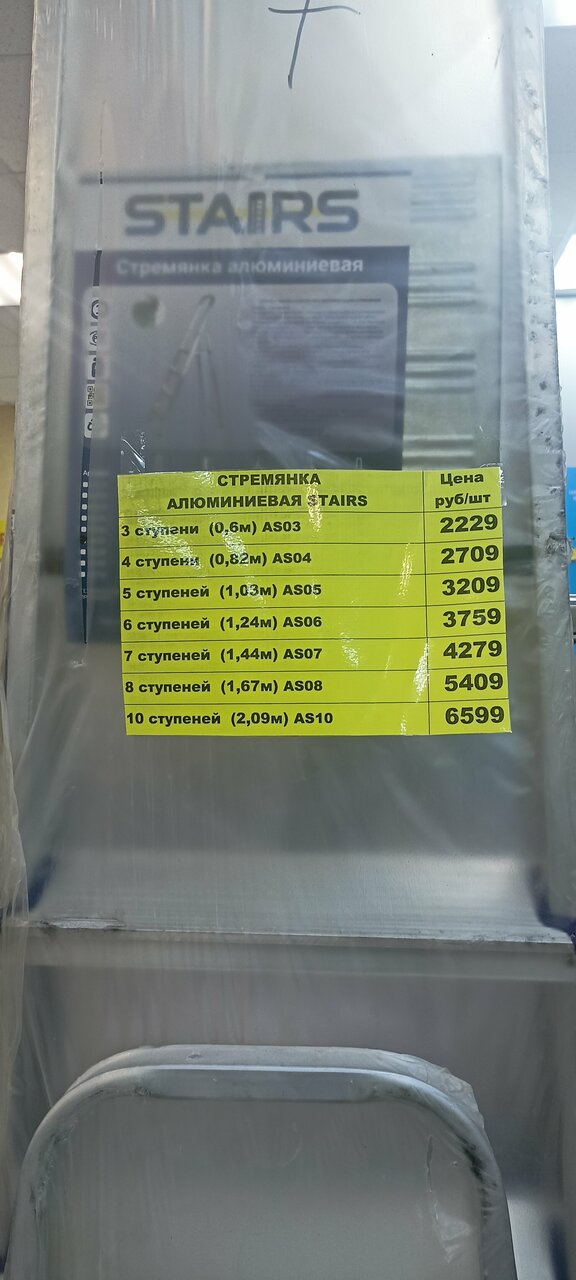 STAIRS
Стремянка алюминиевая
СТРЕМЯНКА
АЛЮМИНИЕВАЯ STAIRS
Цена
руб/шт
3 ступени (0,6м) AS03 2229
4 ступени (0,82м) AS04 2709
5 ступеней (1,03м) AS05 3209
6 ступеней (1,24м) AS06 3759
7 ступеней (1,44м) AS07 4279
8 ступеней (1,67м) AS08 5409
10 ступеней (2,09м) AS10 6599